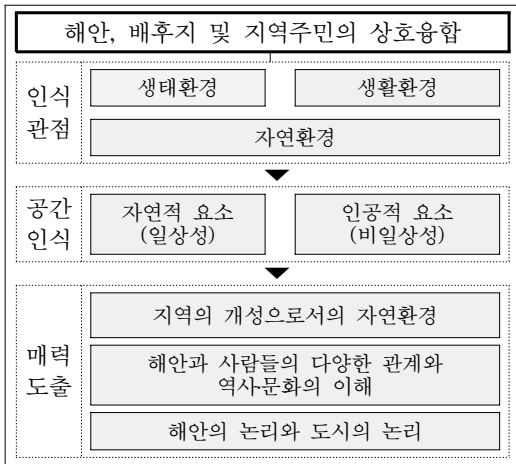 해안, 배후지 및 지역주민의 상호융합
인식
관점
생태환경
생활환경
자연환경
공간
인식
자연적 요소
(일상성)
인공적 요소
(비일상성)
매력
도출
지역의 개성으로서의 자연환경
해안과 사람들의 다양한 관계와
역사문화의 이해
해안의 논리와 도시의 논리